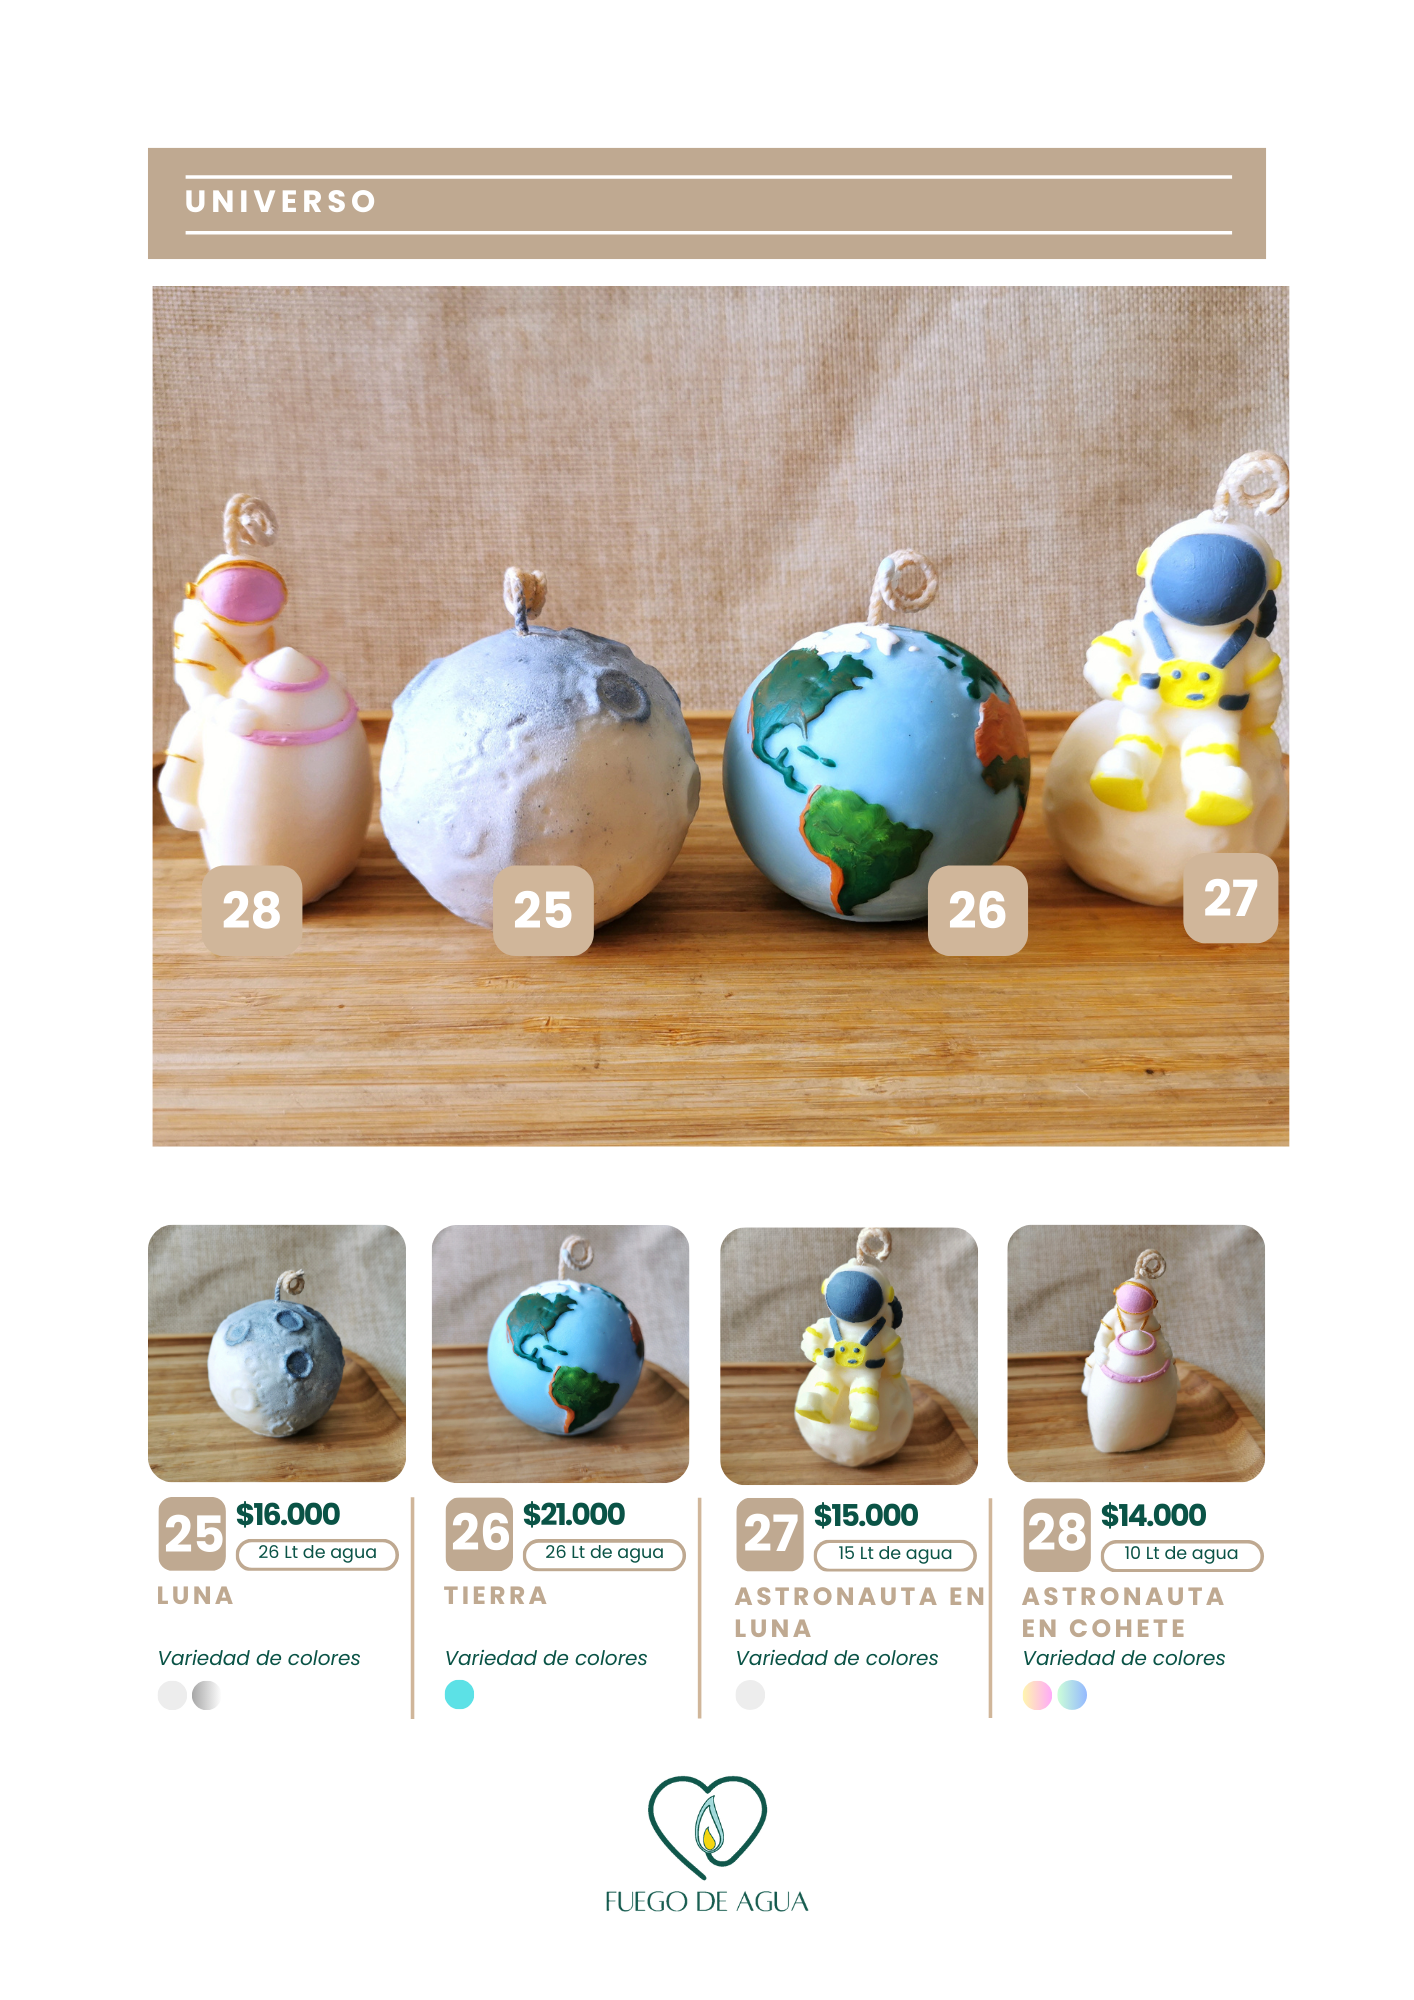 UNIVERSO
28
25
26
27
25
$16.000
26 Lt de agua
LUNA
Variedad de colores
26
$21.000
26 Lt de agua
TIERRA
Variedad de colores
27
$15.000
15 Lt de agua
ASTRONAUTA EN
LUNA
Variedad de colores
28
$14.000
10 Lt de agua
ASTRONAUTA
EN COHETE
Variedad de colores
FUEGO DE AGUA